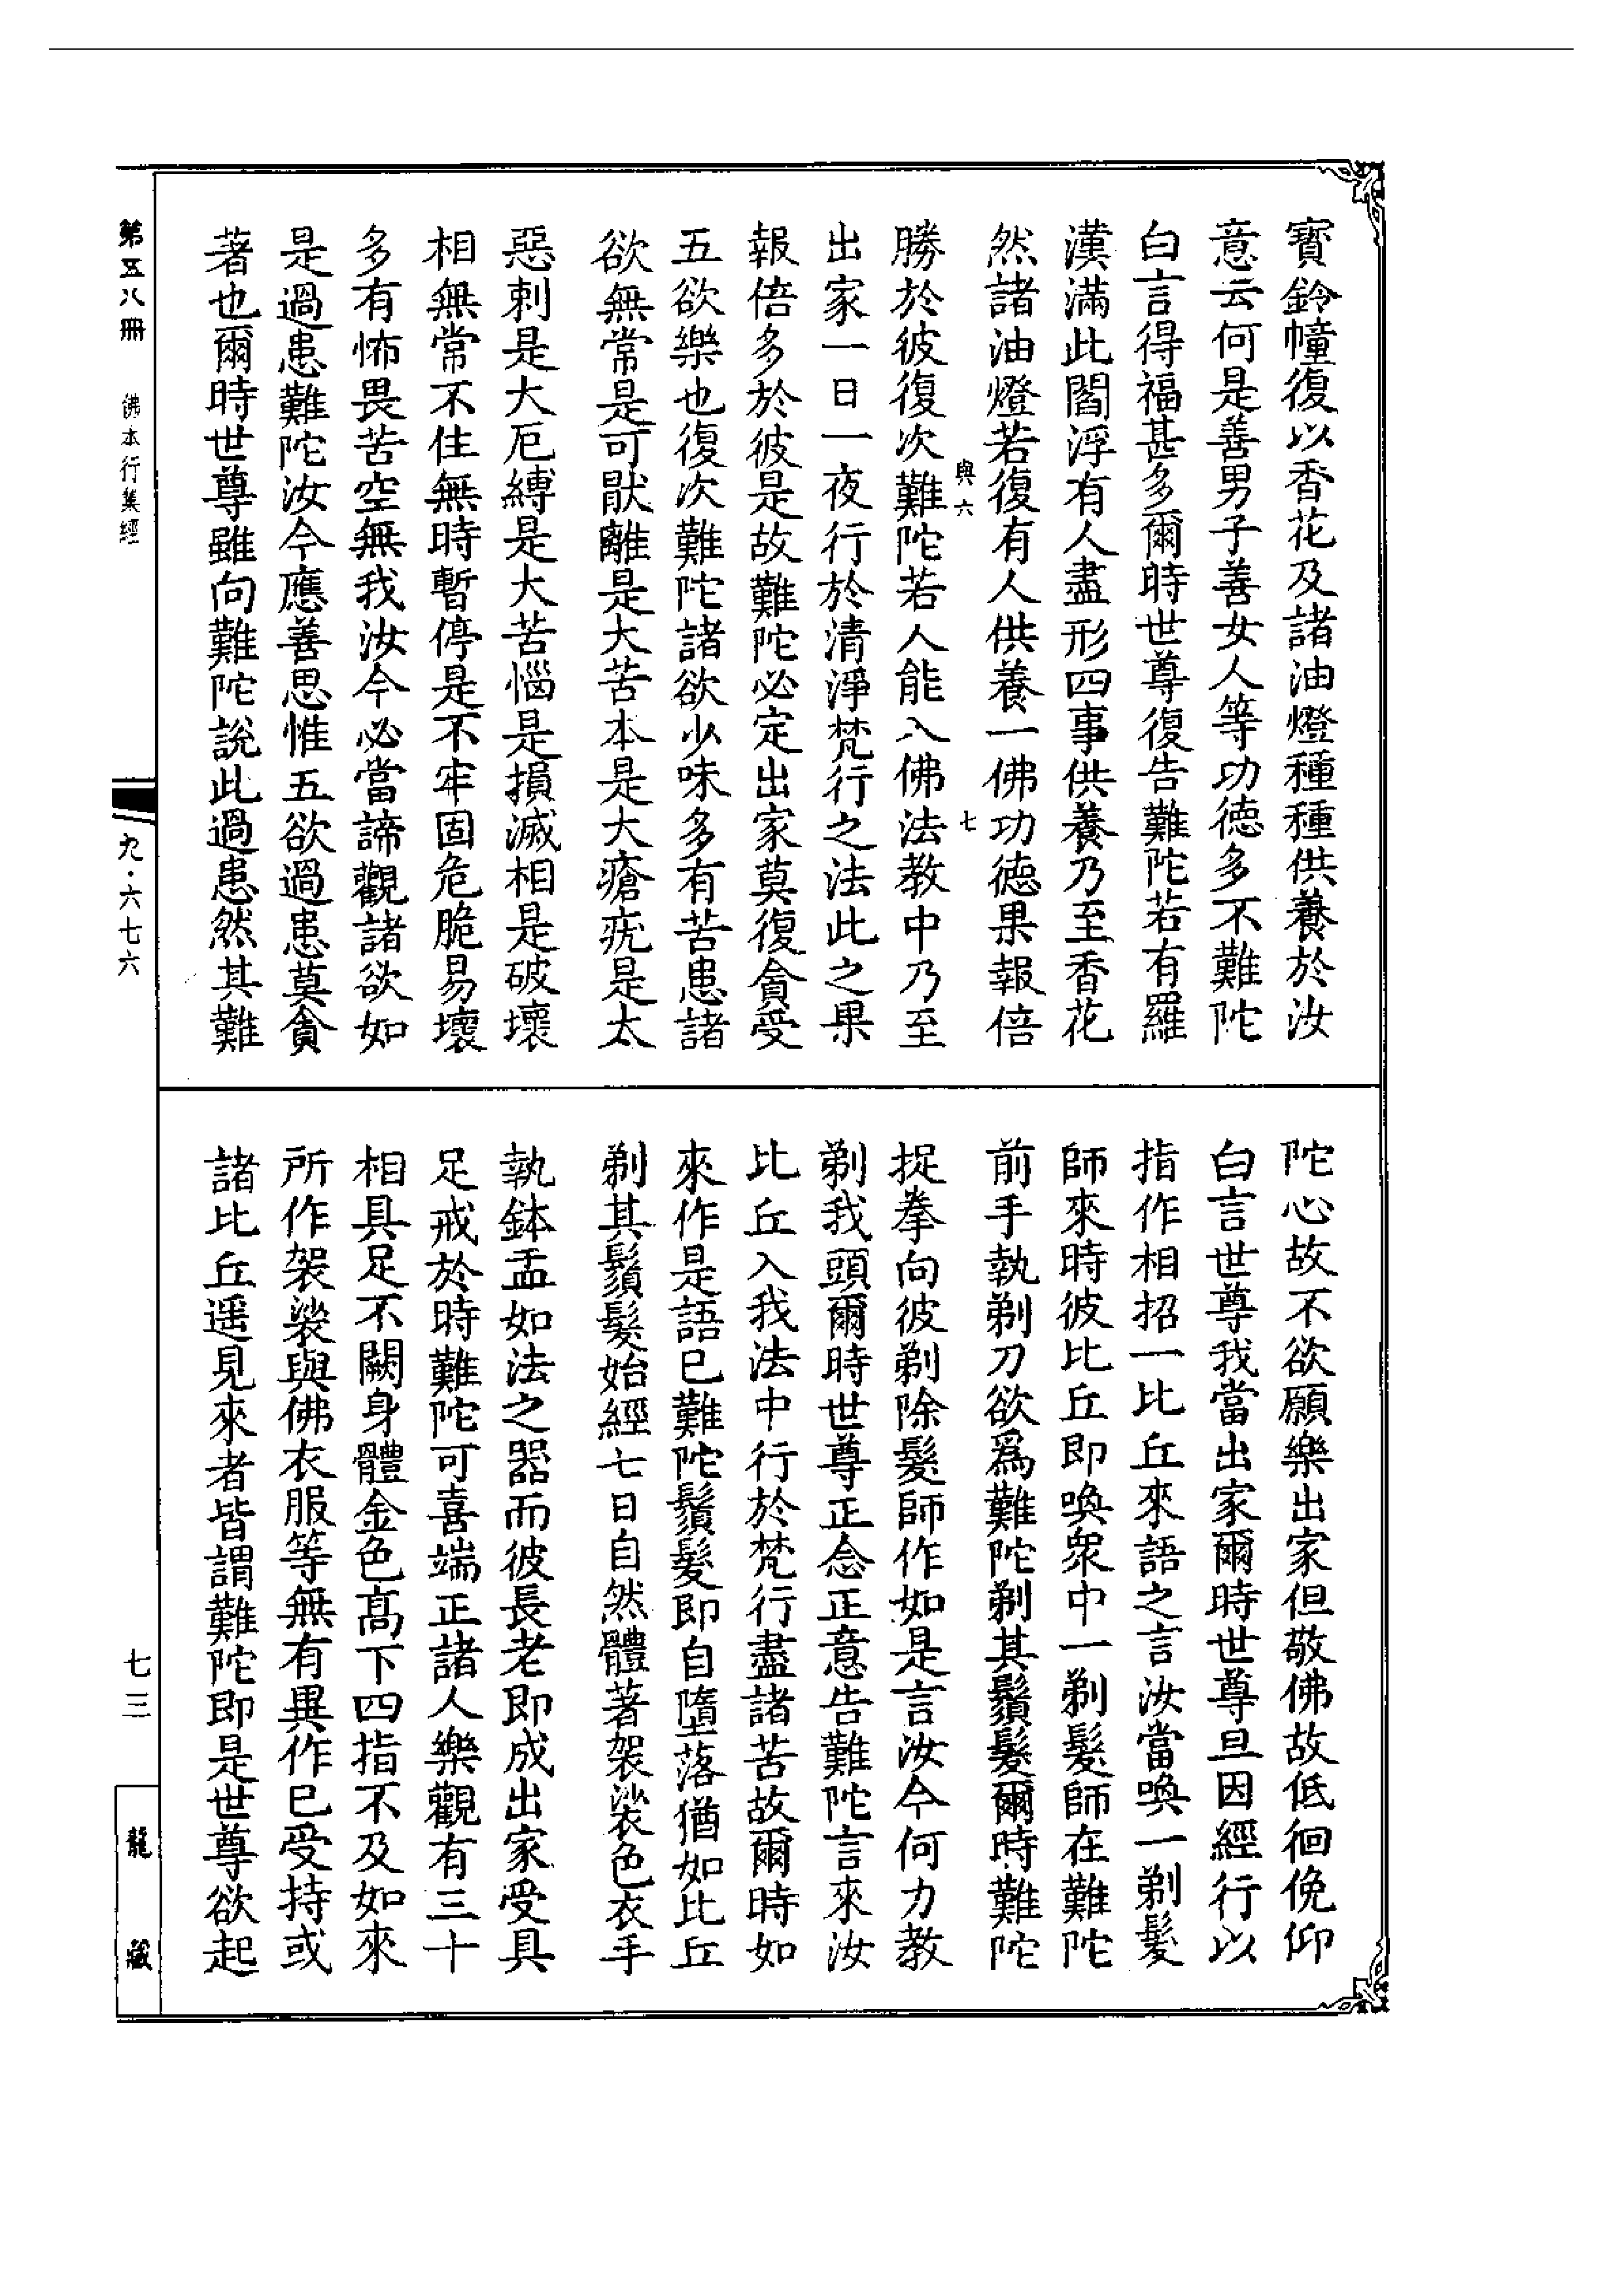 寶鈴幢復以香花及諸油燈種種供養於汝
意云何是善男子善女人等功德多不難陀
白言得福甚多爾時世尊復告難陀若有羅
漢滿此閻浮有人盡形四事供養乃至香花
然諸油燈若復有人供養一佛功德果報倍
與六 七
勝於彼復次難陀若人能入佛法教中乃至
出家一日一夜行於清淨梵行之法此之果
報倍多於彼是故難陀必定出家莫復貪受
五欲樂也復次難陀諸欲少味多有苦患諸
欲無常是可猒離是大苦本是大瘡疣是太
惡刺是大厄縛是大苦惱是損滅相是破壞
相無常不住無時暫停是不牢固危脆易壞
多有怖畏苦空無我汝今必當諦觀諸欲如
是過患難陀汝今應善思惟五欲過患莫貪
著也爾時世尊雖向難陀說此過患然其難
陀心故不欲願樂出家但敬佛故低徊俛仰
白言世尊我當出家爾時世尊旦因經行以
指作相招一比丘來語之言汝當喚一剃髮
師來時彼比丘即喚眾中一剃髮師在難陀
前手執剃刀欲爲難陀剃其鬚髮爾時難陀
捉拳向彼剃除髮師作如是言汝今何力教
剃我頭爾時世尊正念正意告難陀言來汝
比丘入我法中行於梵行盡諸苦故爾時如
來作是語已難陀鬚髮即自墮落猶如比丘
剃其鬚髮始經七日自然體著袈裟色衣手
執鉢盂如法之器而彼長老即成出家受具
足戒於時難陀可喜端正諸人樂觀有三十
相具足不闕身體金色髙下四指不及如來
所作袈裟與佛衣服等無有異作已受持或
諸比丘遥見來者皆謂難陀即是世尊欲起
第五八冊 佛本行集經
九·六七六
七三
龍藏